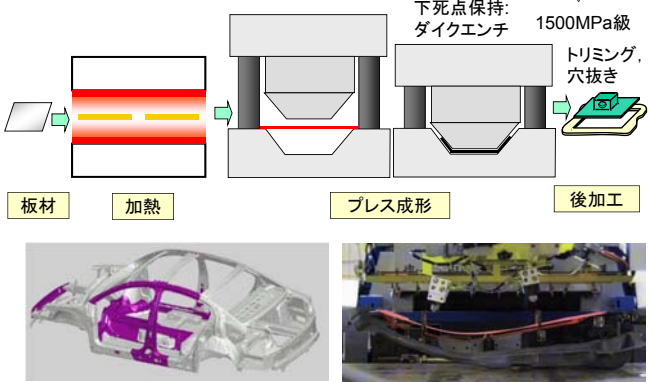 下死点保持:
ダイクエンチ
1500MPa級
トリミング,
穴抜き
板材
加熱
プレス成形
後加工